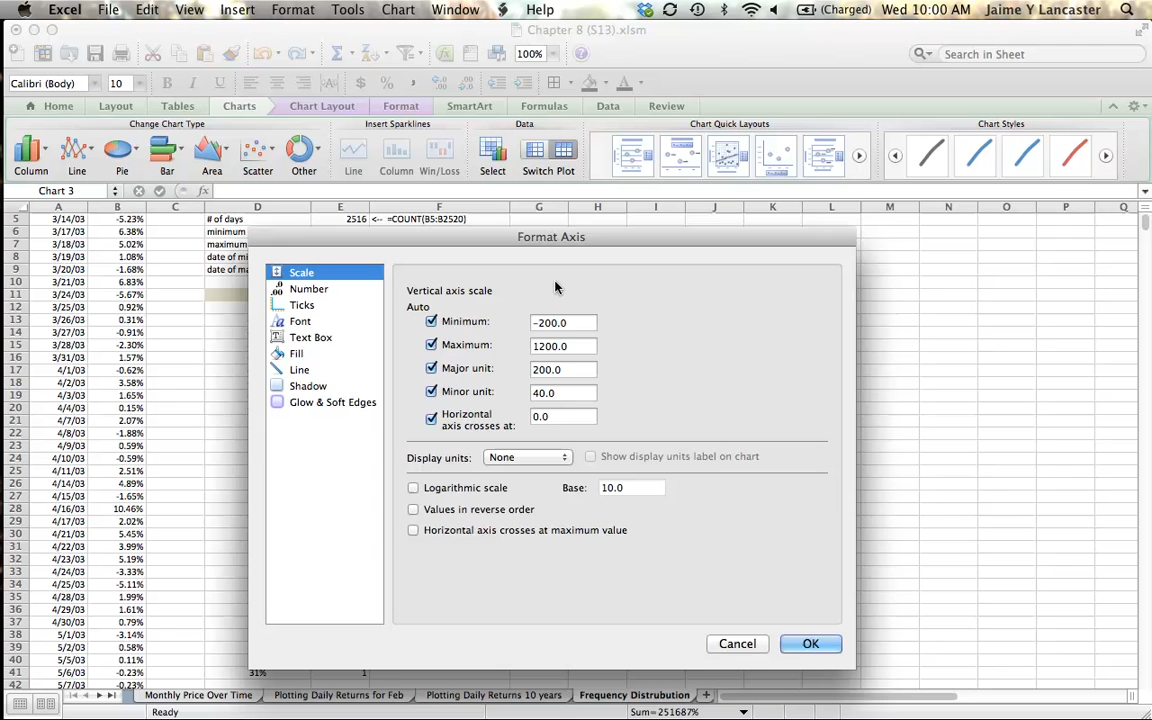 Excel File Edit View Insert Format Tools Chart Window Help (Charged) Wed 10:00 AM Jaime Y Lancaster
Chapter 8 (S13).xlsm
100% Search in Sheet
Calibri (Body) 10 B I U
Home Layout Tables Charts Chart Layout Format SmartArt Formulas Data Review
Change Chart Type Insert Sparklines Data Chart Quick Layouts Chart Styles
Column Line Pie Bar Area Scatter Other Line Column Win/Loss Select Switch Plot
Chart 3 fx
A B C D E F G H I J K L M N O P Q
5 3/14/03 -5.23% # of days 2516 <-- =COUNT(B5:B2520)
6 3/17/03 6.38% minimum
7 3/18/03 5.02% maximum
8 3/19/03 1.08% date of mi
9 3/20/03 -1.68% date of ma
10 3/21/03 6.83%
11 3/24/03 -5.67%
12 3/25/03 0.92%
13 3/26/03 0.31%
14 3/27/03 -0.91%
15 3/28/03 -2.30%
16 3/31/03 1.57%
17 4/1/03 -0.62%
18 4/2/03 3.58%
19 4/3/03 1.65%
20 4/4/03 0.15%
21 4/7/03 2.07%
22 4/8/03 -1.88%
23 4/9/03 0.59%
24 4/10/03 -0.59%
25 4/11/03 2.51%
26 4/14/03 4.89%
27 4/15/03 -1.65%
28 4/16/03 10.46%
29 4/17/03 2.02%
30 4/21/03 5.45%
31 4/22/03 3.99%
32 4/23/03 5.19%
33 4/24/03 -3.33%
34 4/25/03 -5.11%
35 4/28/03 1.99%
36 4/29/03 1.61%
37 4/30/03 0.79%
38 5/1/03 -3.14%
39 5/2/03 0.58%
40 5/5/03 0.11%
41 5/6/03 -0.23% 31% 1
42 5/7/03 -0.23%
Format Axis
Scale
Number
Ticks
Font
Text Box
Fill
Line
Shadow
Glow & Soft Edges
Vertical axis scale
Auto
Minimum: -200.0
Maximum: 1200.0
Major unit: 200.0
Minor unit: 40.0
Horizontal
axis crosses at: 0.0
Display units: None Show display units label on chart
Logarithmic scale Base: 10.0
Values in reverse order
Horizontal axis crosses at maximum value
Cancel OK
Monthly Price Over Time Plotting Daily Returns for Feb Plotting Daily Returns 10 years Frequency Distrubution +
Ready Sum=251687%